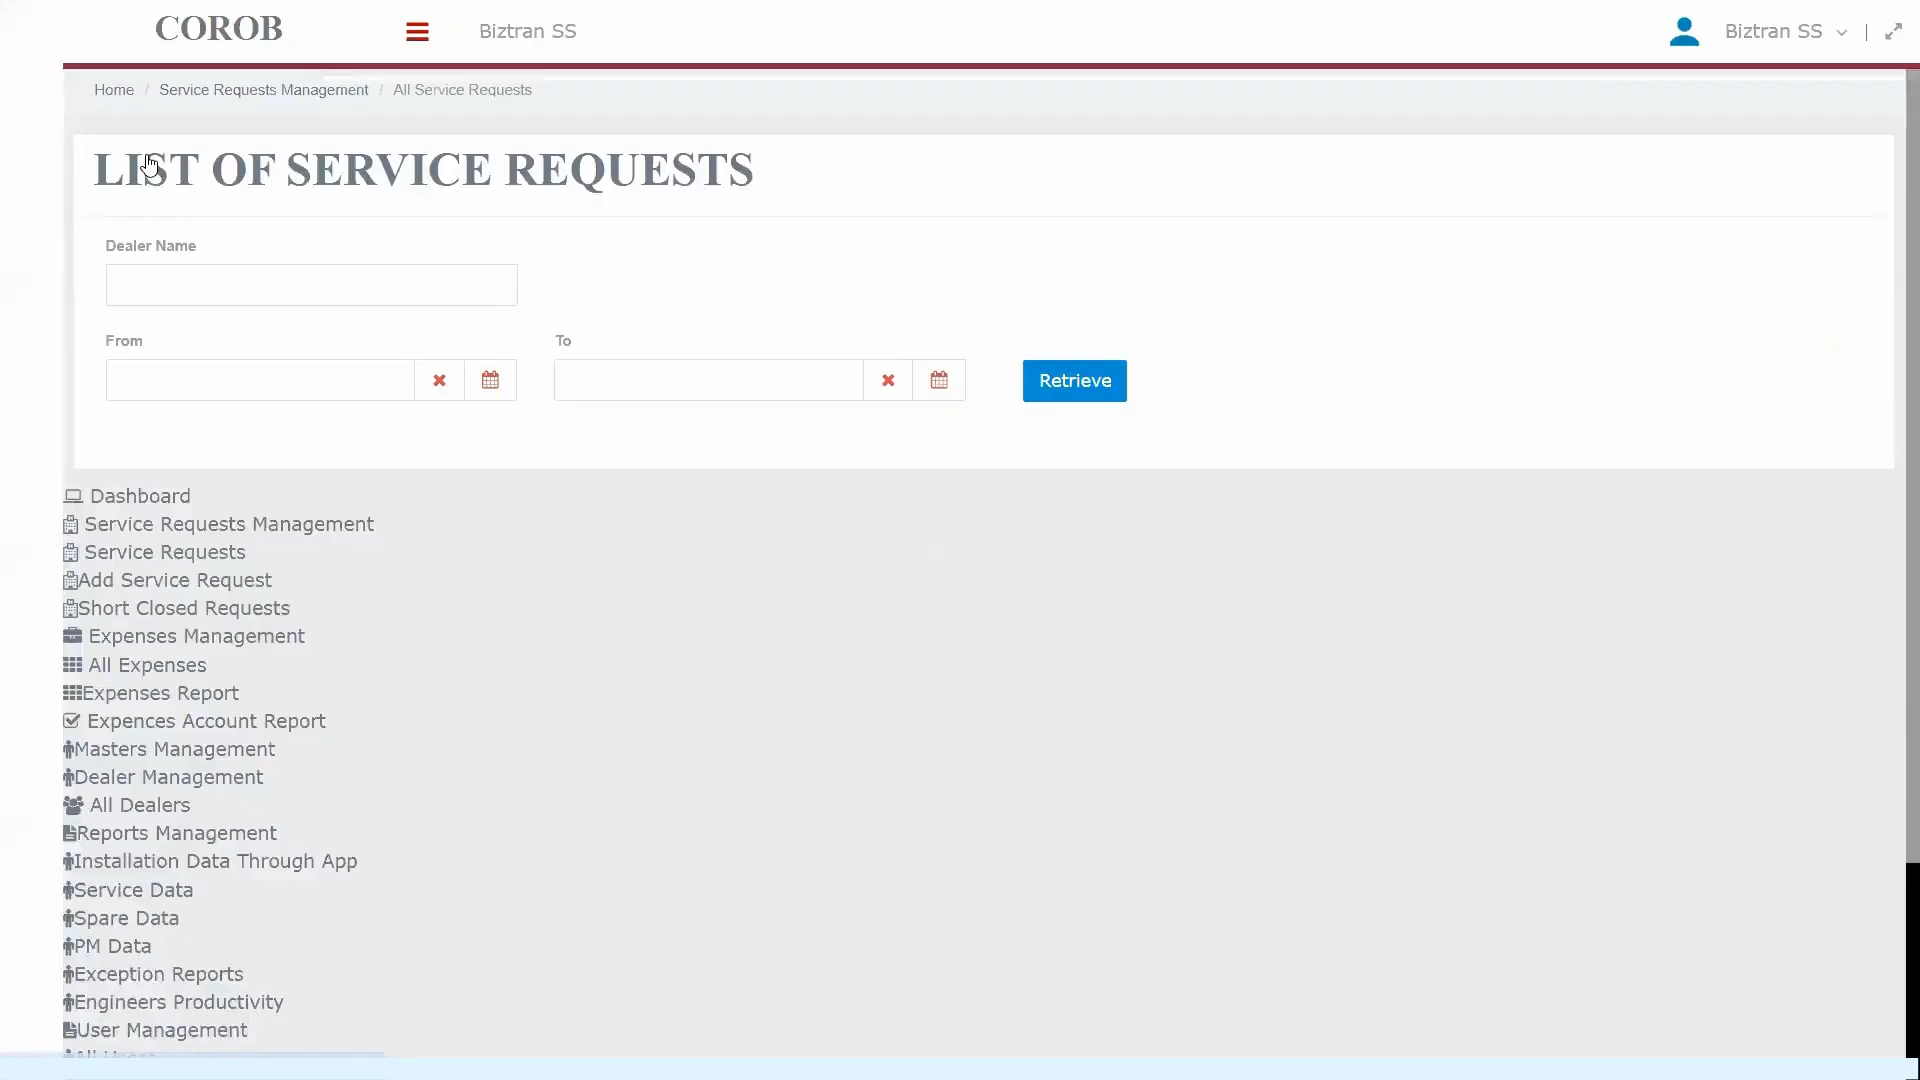 COROB
Biztran SS
Biztran SS
Home / Service Requests Management / All Service Requests
LIST OF SERVICE REQUESTS
Dealer Name
From
To
Retrieve
Dashboard
Service Requests Management
Service Requests
Add Service Request
Short Closed Requests
Expenses Management
All Expenses
Expenses Report
Expences Account Report
Masters Management
Dealer Management
All Dealers
Reports Management
Installation Data Through App
Service Data
Spare Data
PM Data
Exception Reports
Engineers Productivity
User Management